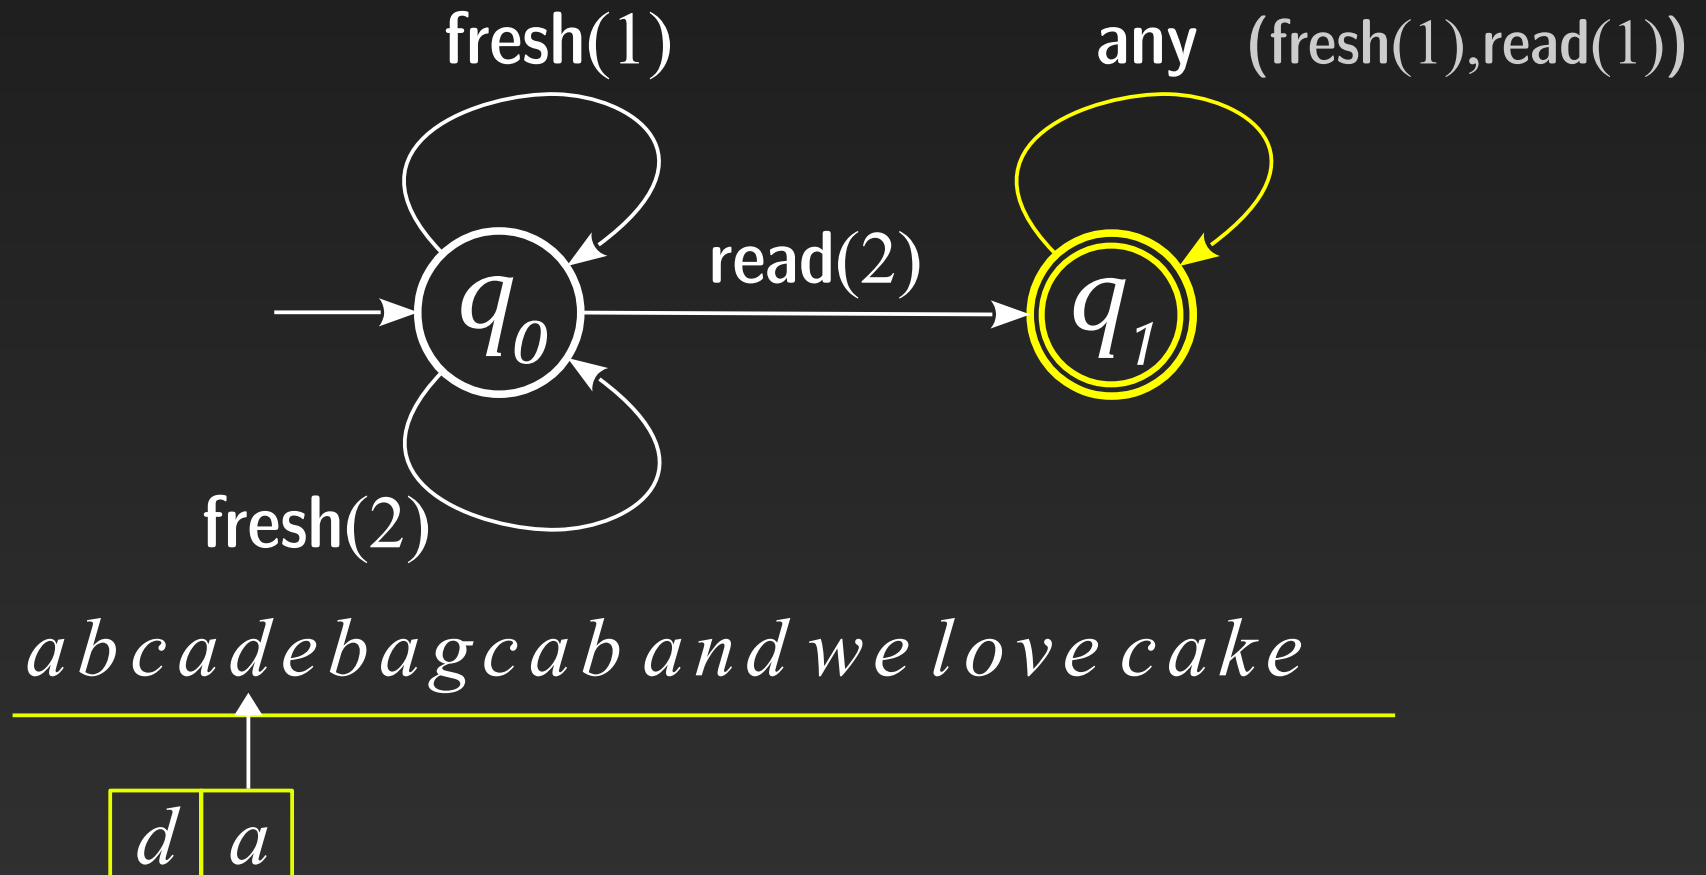 fresh(1)
any (fresh(1),read(1))
read(2)
q0
q1
fresh(2)
a b c a d e b a g c a b a n d w e l o v e c a k e
d a